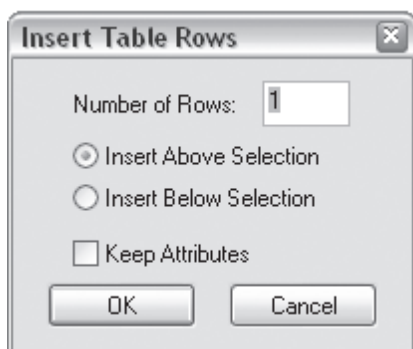 Insert Table Rows
Number of Rows: 1
Insert Above Selection
Insert Below Selection
Keep Attributes
OK Cancel